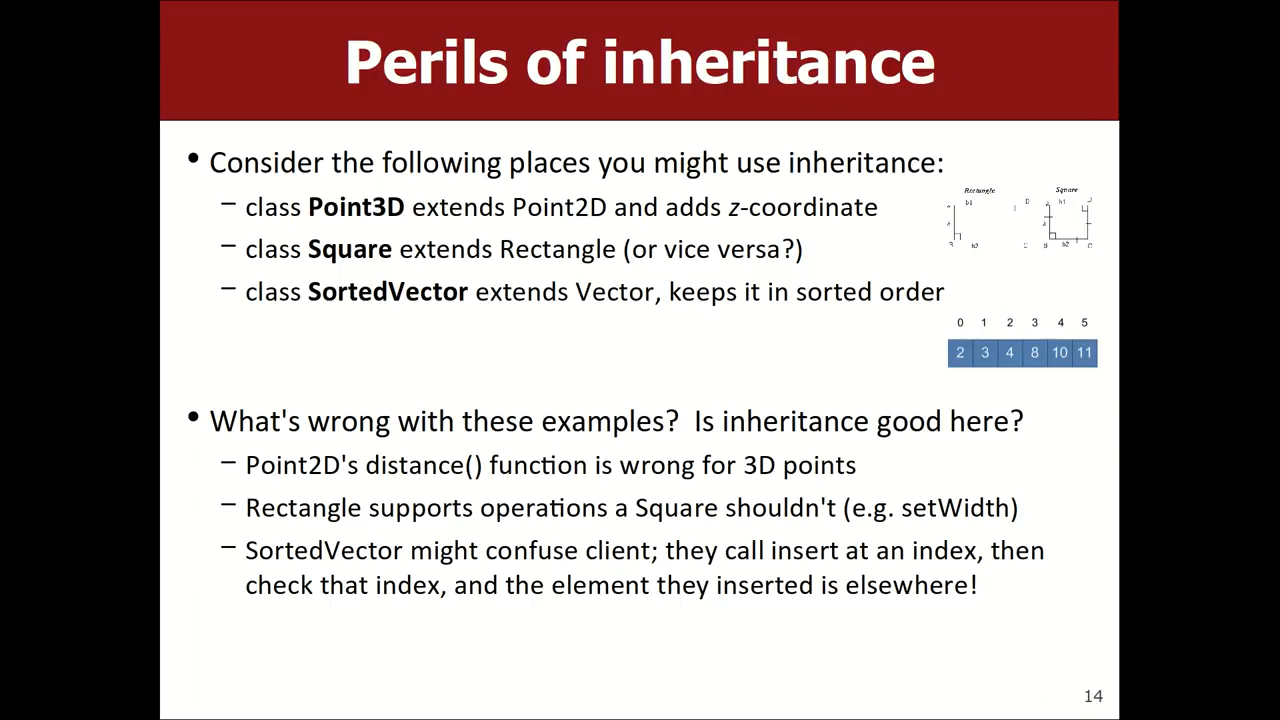 Perils of inheritance
• Consider the following places you might use inheritance:
– class Point3D extends Point2D and adds z-coordinate
– class Square extends Rectangle (or vice versa?)
– class SortedVector extends Vector, keeps it in sorted order
Rectangle Square
b1 D h1
B b2 C B b2 C
0 1 2 3 4 5
2 3 4 8 10 11
• What's wrong with these examples? Is inheritance good here?
– Point2D's distance() function is wrong for 3D points
– Rectangle supports operations a Square shouldn't (e.g. setWidth)
– SortedVector might confuse client; they call insert at an index, then
check that index, and the element they inserted is elsewhere!
14